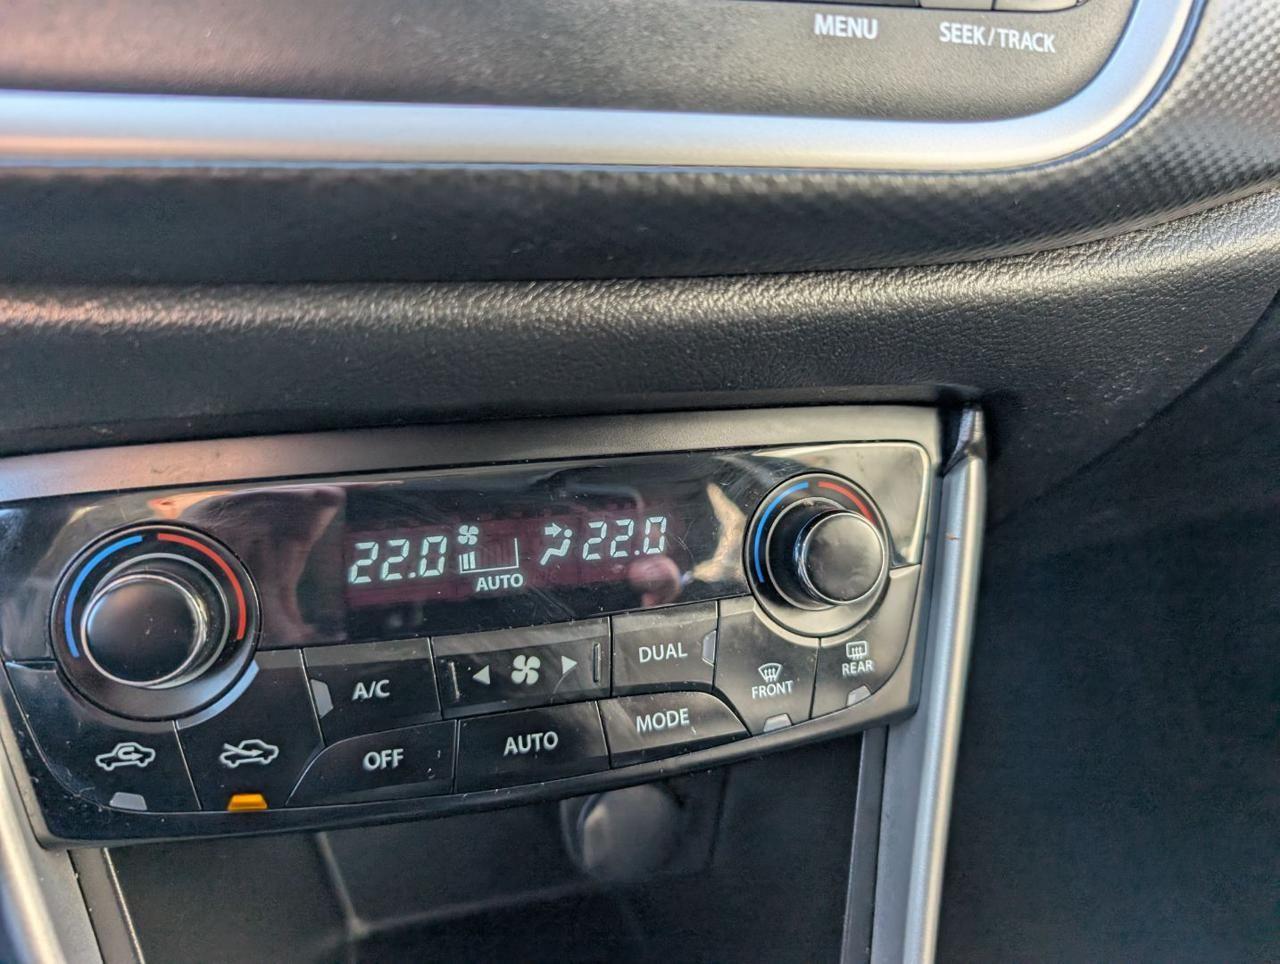 MENU
SEEK/TRACK
22.0
AUTO
22.0
A/C
DUAL
FRONT
REAR
OFF
AUTO
MODE